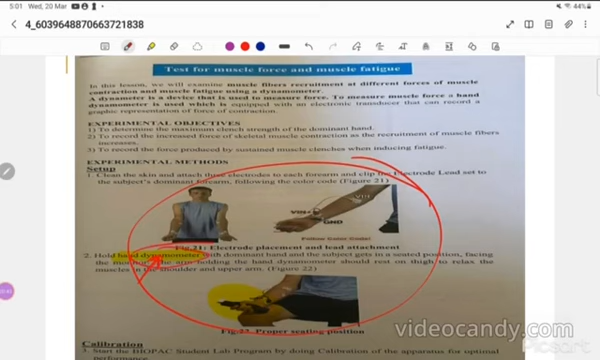 5:01 Wed, 20 Mar
44%
4_6039648870663721838
Test for muscle force and muscle fatigue
In this lesson, we will examine muscle fibers recruitment at different forces of muscle
contraction and muscle fatigue using a dynamometer.
A dynameter is a device that is used to measure force. To measure muscle force a hand
dynamometer is used which is equipped with an electronic transducer that can record a
graphic representation of force of contraction.
EXPERIMENTAL OBJECTIVES
1) To determine the maximum clench strength of the dominant hand.
2) To record the increased force of skeletal muscle contraction as the recruitment of muscle fibers
increases.
3) To record the force produced by sustained muscle clenches when inducing fatigue.
EXPERIMENTAL METHODS
Setup
1. Clean the skin and attach three electrodes to each forearm and clip the Electrode Lead set to
the subject's dominant forearm, following the color code (Figure 21)
VIN-
VIN
GND
Follow Color Code!
Fig.21: Electrode placement and lead attachment
2. Hold hand dynamometer with dominant hand and the subject gets in a seated position, facing
the monitor. The arm holding the hand dynamometer should rest on thigh to relax the
muscles in the shoulder and upper arm. (Figure 22)
Fig.22. Proper seating position
Calibration
3. Start the BIOPAC Student Lab Program by doing Calibration of the apparatus for optimal
performance.
videocandy.com